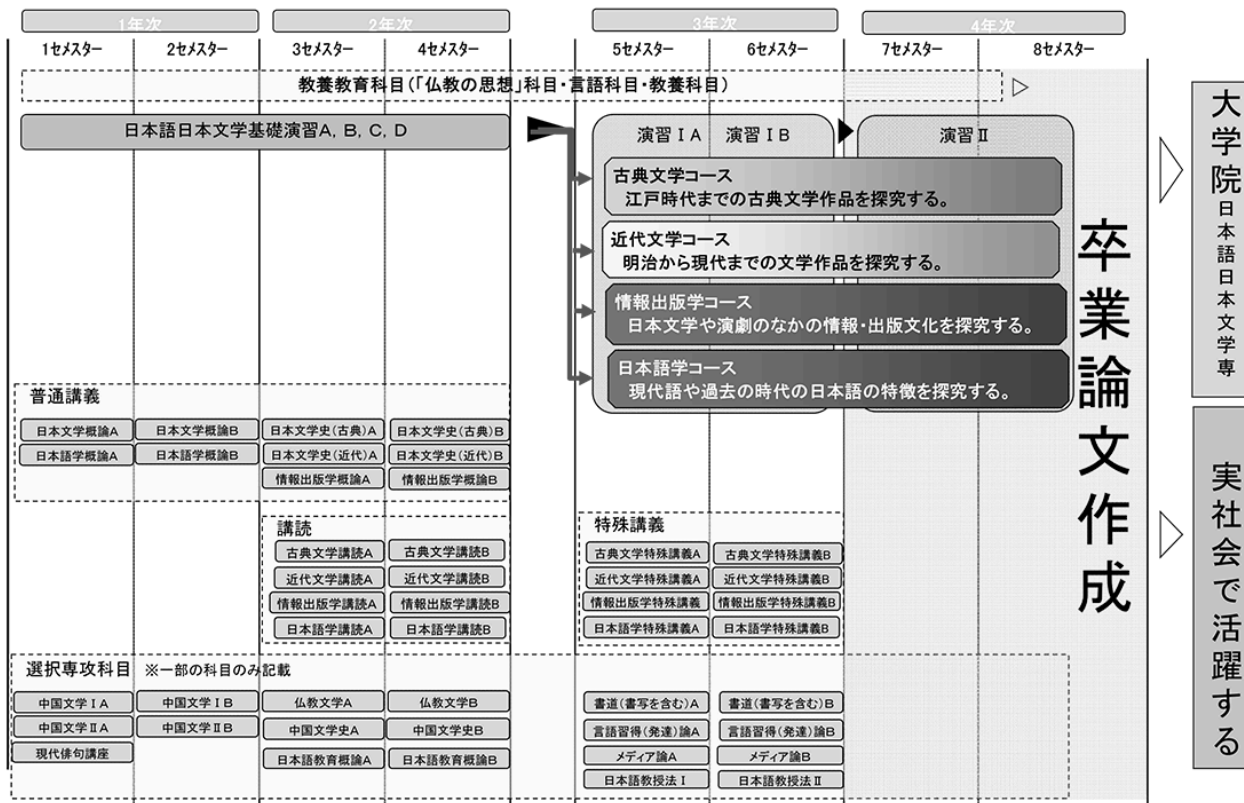 1年次
2年次
3年次
4年次
1セメスター
2セメスター
3セメスター
4セメスター
5セメスター
6セメスター
7セメスター
8セメスター
教養教育科目(「仏教の思想」科目・言語科目・教養科目)
日本語日本文学基礎演習A, B, C, D
演習ⅠA
演習ⅠB
演習Ⅱ
古典文学コース
江戸時代までの古典文学作品を探究する。
近代文学コース
明治から現代までの文学作品を探究する。
情報出版学コース
日本文学や演劇のなかの情報・出版文化を探究する。
日本語学コース
現代語や過去の時代の日本語の特徴を探究する。
卒業論文作成
大学院日本語日本文学専
実社会で活躍する
普通講義
日本文学概論A
日本文学概論B
日本文学史(古典)A
日本文学史(古典)B
日本語学概論A
日本語学概論B
日本文学史(近代)A
日本文学史(近代)B
情報出版学概論A
情報出版学概論B
講読
古典文学講読A
古典文学講読B
近代文学講読A
近代文学講読B
情報出版学講読A
情報出版学講読B
日本語学講読A
日本語学講読B
特殊講義
古典文学特殊講義A
古典文学特殊講義B
近代文学特殊講義A
近代文学特殊講義B
情報出版学特殊講義
情報出版学特殊講義B
日本語学特殊講義A
日本語学特殊講義B
選択専攻科目 ※一部の科目のみ記載
中国文学ⅠA
中国文学ⅠB
仏教文学A
仏教文学B
書道(書写を含む)A
書道(書写を含む)B
中国文学ⅡA
中国文学ⅡB
中国文学史A
中国文学史B
言語習得(発達)論A
言語習得(発達)論B
現代俳句講座
日本語教育概論A
日本語教育概論B
メディア論A
メディア論B
日本語教授法Ⅰ
日本語教授法Ⅱ